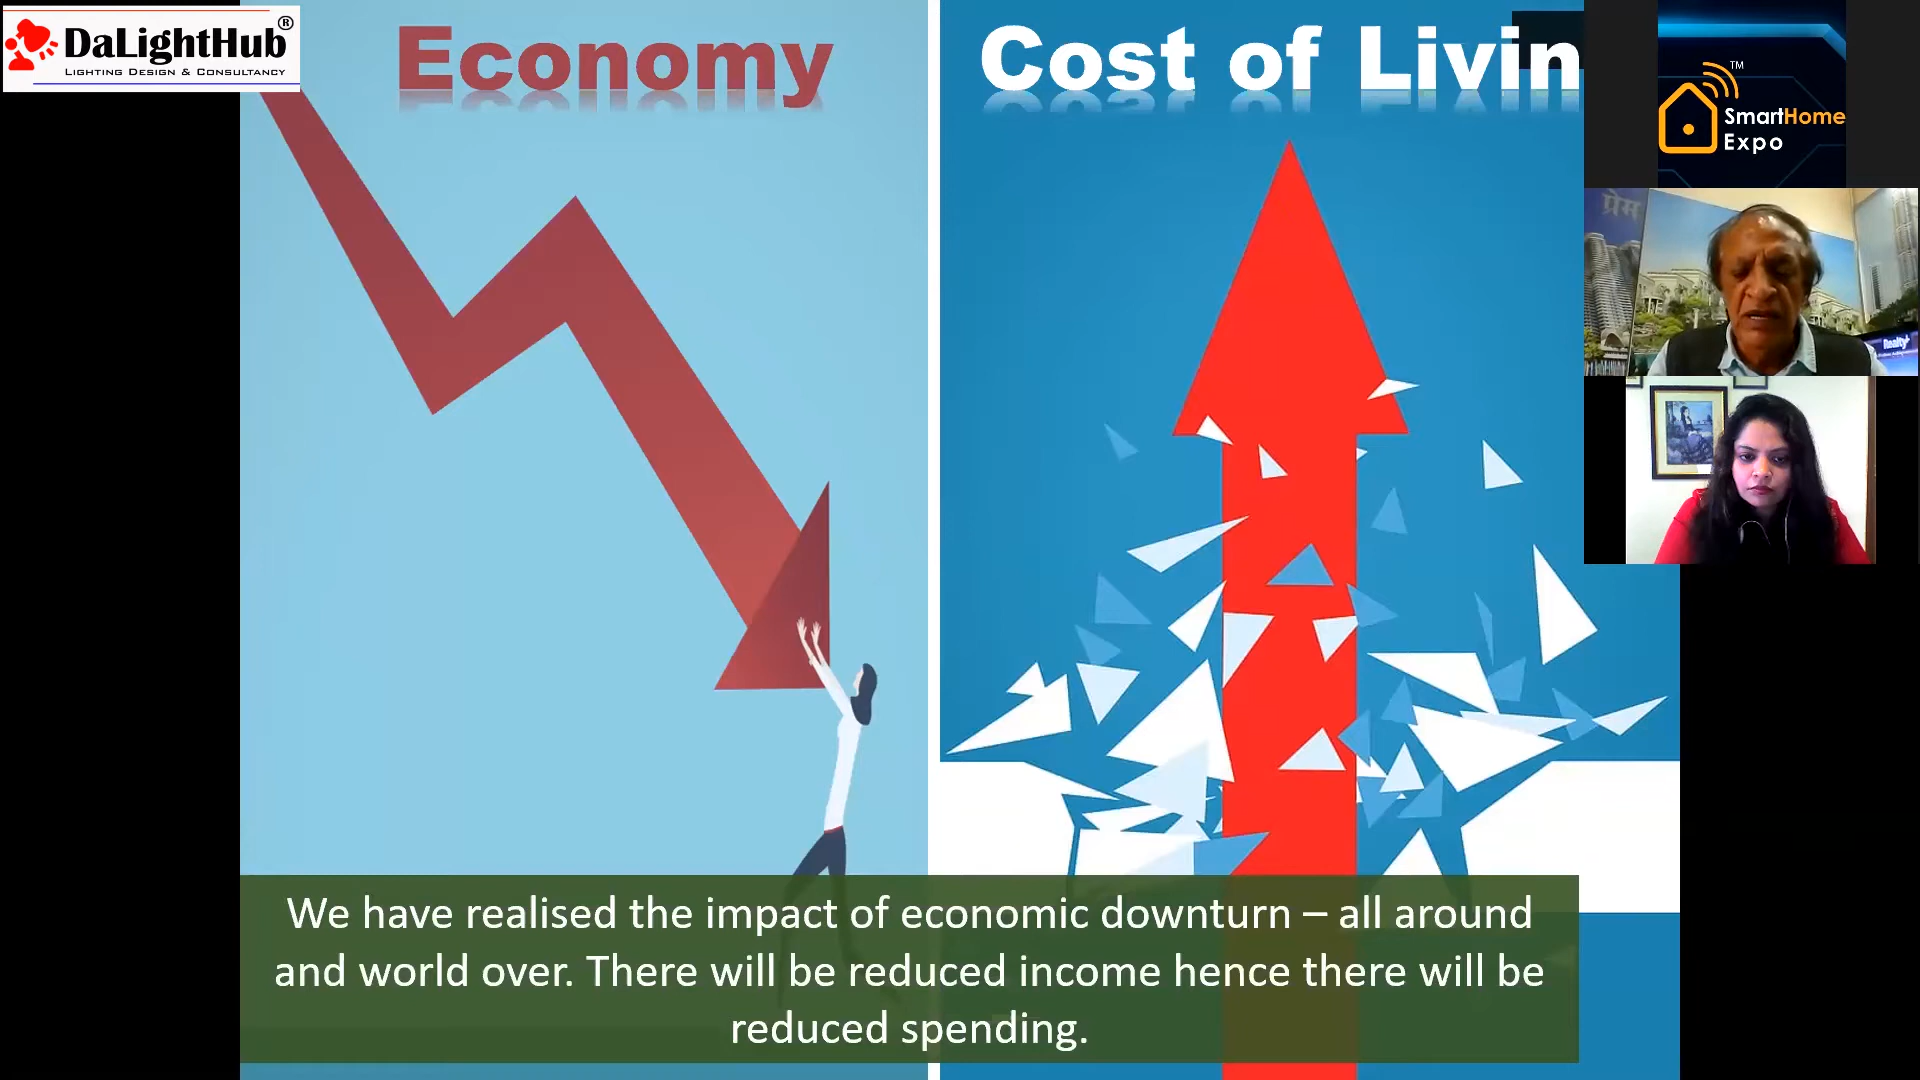 DaLightHub®
Lighting Design & Consultancy
Economy
Cost of Livin
TM
SmartHome
Expo
प्रेम
Realty+
We have realised the impact of economic downturn – all around
and world over. There will be reduced income hence there will be
reduced spending.